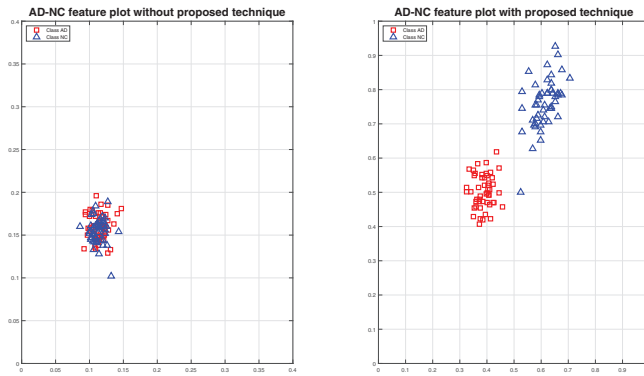 AD-NC feature plot without proposed technique
0.4
Class AD
Class NC
0.35
0.3
0.25
0.2
0.15
0.1
0.05
0
0 0.05 0.1 0.15 0.2 0.25 0.3 0.35 0.4
AD-NC feature plot with proposed technique
1
Class AD
Class NC
0.9
0.8
0.7
0.6
0.5
0.4
0.3
0.2
0.1
0
0 0.1 0.2 0.3 0.4 0.5 0.6 0.7 0.8 0.9